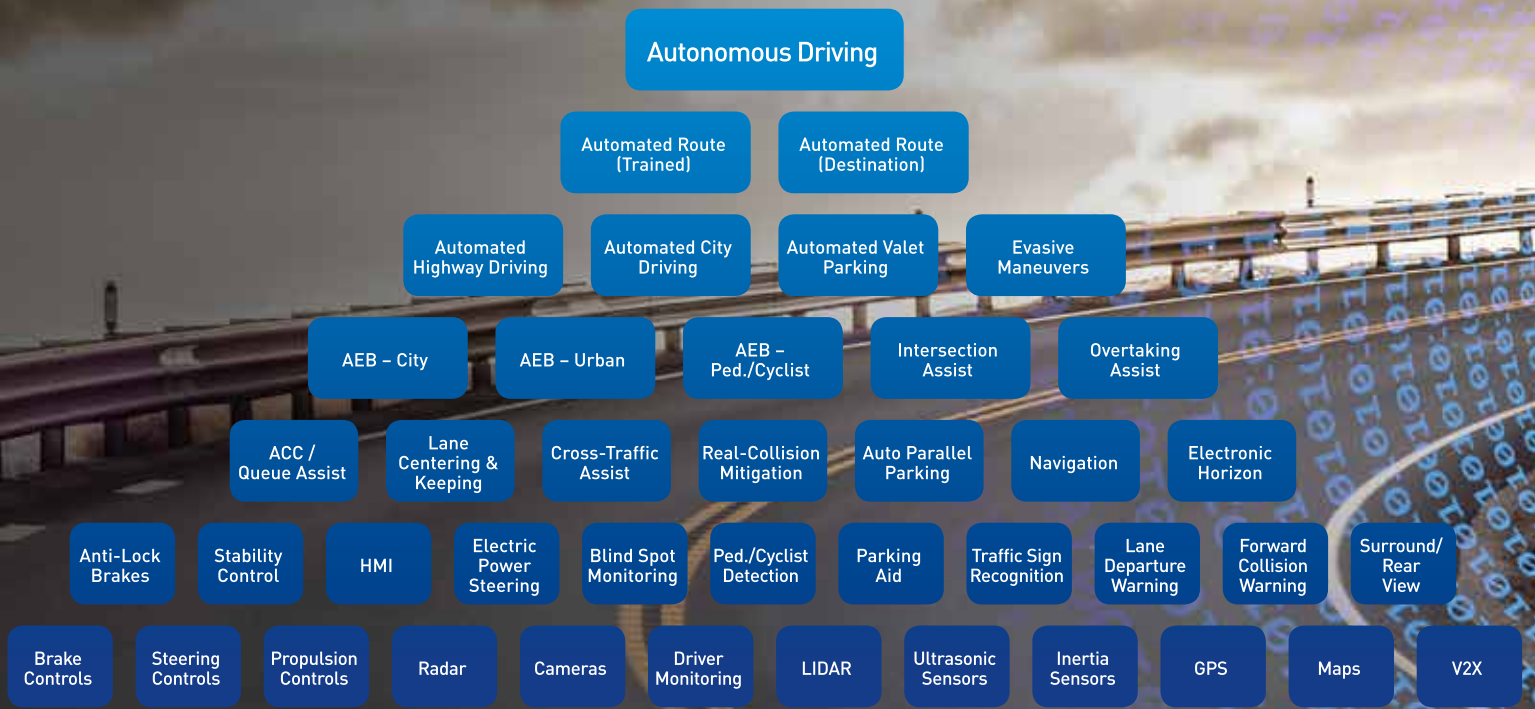 Autonomous Driving
Automated Route
(Trained)
Automated Route
(Destination)
Automated
Highway Driving
Automated City
Driving
Automated Valet
Parking
Evasive
Maneuvers
AEB – City
AEB – Urban
AEB –
Ped./Cyclist
Intersection
Assist
Overtaking
Assist
ACC /
Queue Assist
Lane
Centering &
Keeping
Cross-Traffic
Assist
Real-Collision
Mitigation
Auto Parallel
Parking
Navigation
Electronic
Horizon
Anti-Lock
Brakes
Stability
Control
HMI
Electric
Power
Steering
Blind Spot
Monitoring
Ped./Cyclist
Detection
Parking
Aid
Traffic Sign
Recognition
Lane
Departure
Warning
Forward
Collision
Warning
Surround/
Rear
View
Brake
Controls
Steering
Controls
Propulsion
Controls
Radar
Cameras
Driver
Monitoring
LIDAR
Ultrasonic
Sensors
Inertia
Sensors
GPS
Maps
V2X